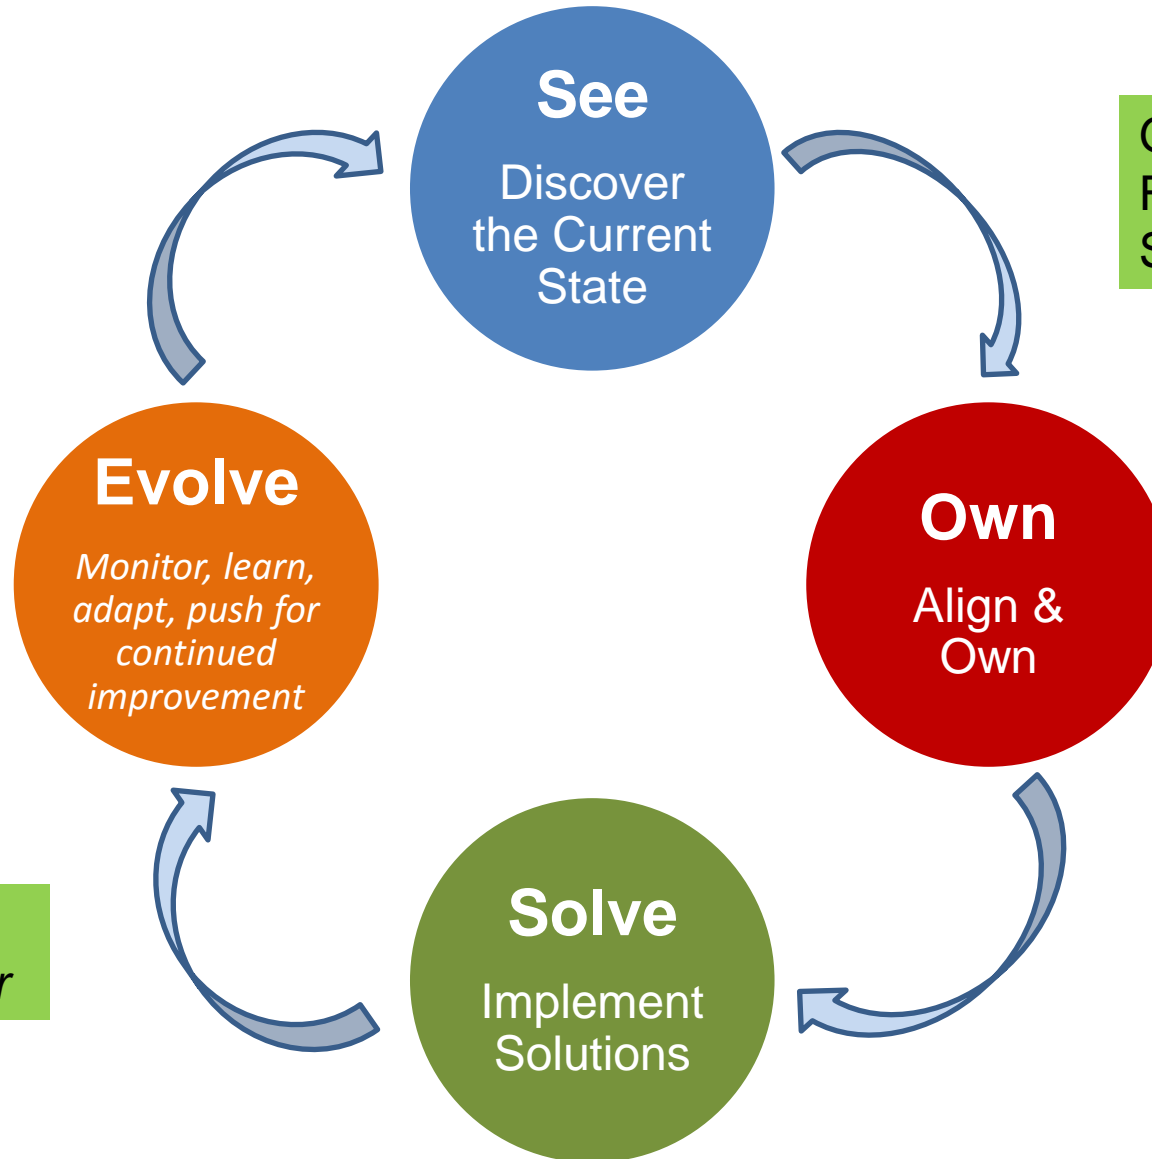 See
Discover
the Current
State
Own
Align &
Own
Solve
Implement
Solutions
Evolve
Monitor, learn,
adapt, push for
continued
improvement